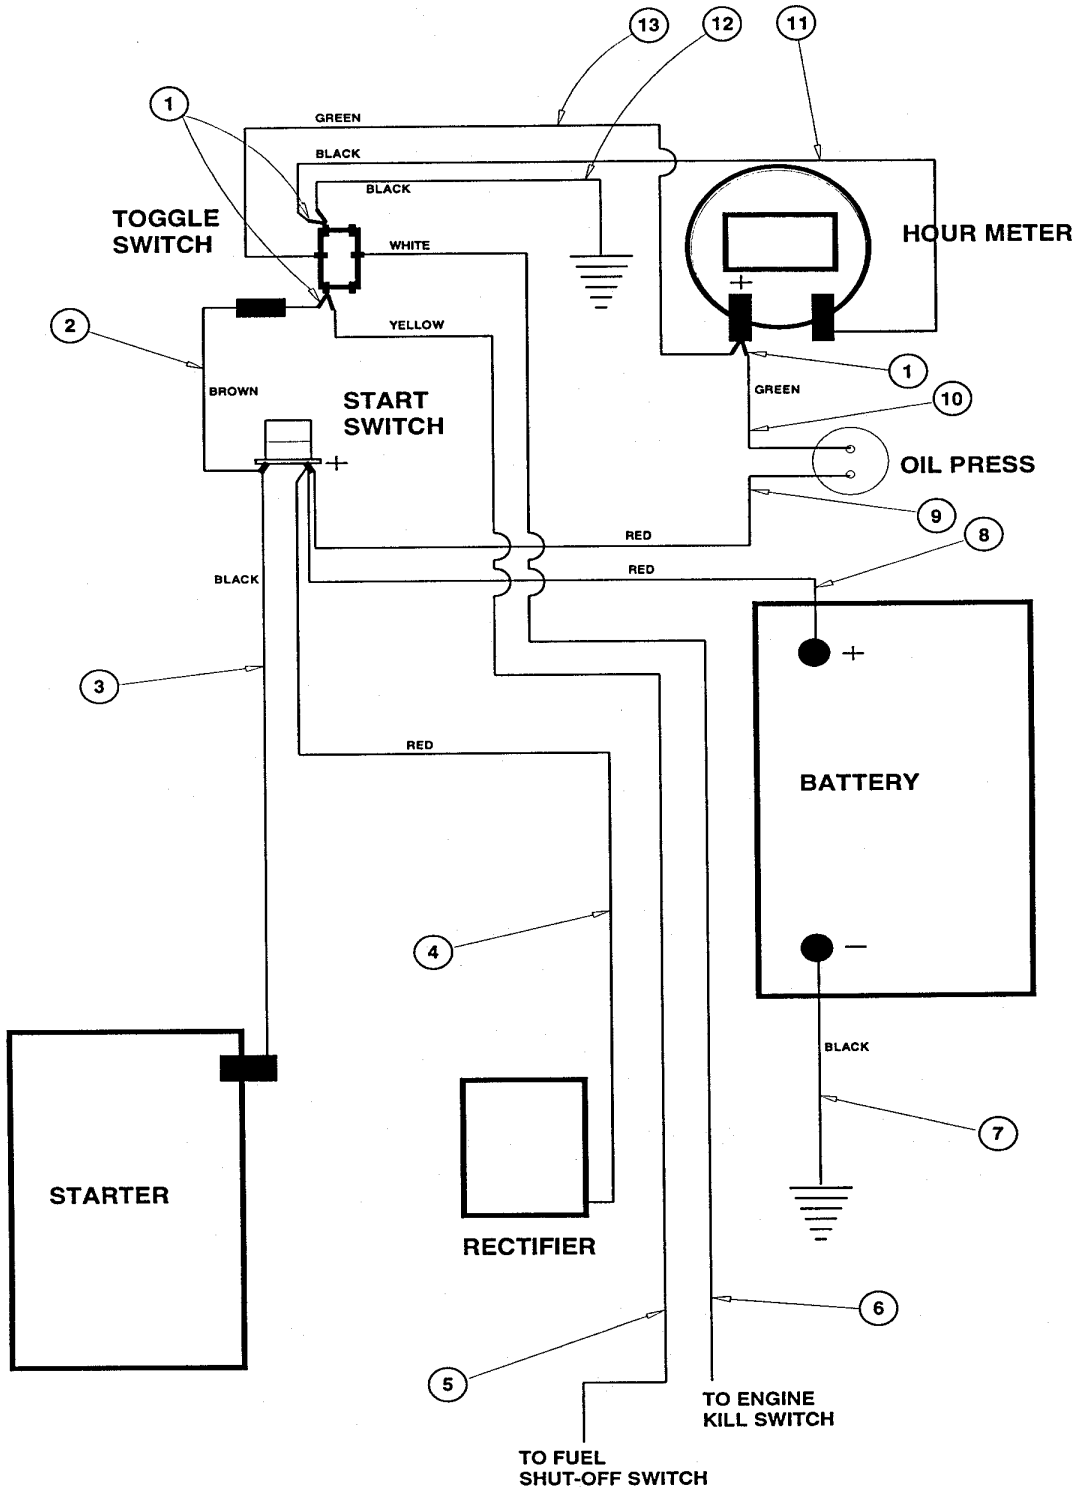 13
12
11
1
GREEN
BLACK
BLACK
TOGGLE
SWITCH
WHITE
HOUR METER
+
2
YELLOW
1
BROWN
GREEN
10
START
SWITCH
+
OIL PRESS
9
RED
8
BLACK
RED
+
3
RED
BATTERY
4
−
BLACK
7
STARTER
RECTIFIER
6
5
TO ENGINE
KILL SWITCH
TO FUEL
SHUT-OFF SWITCH